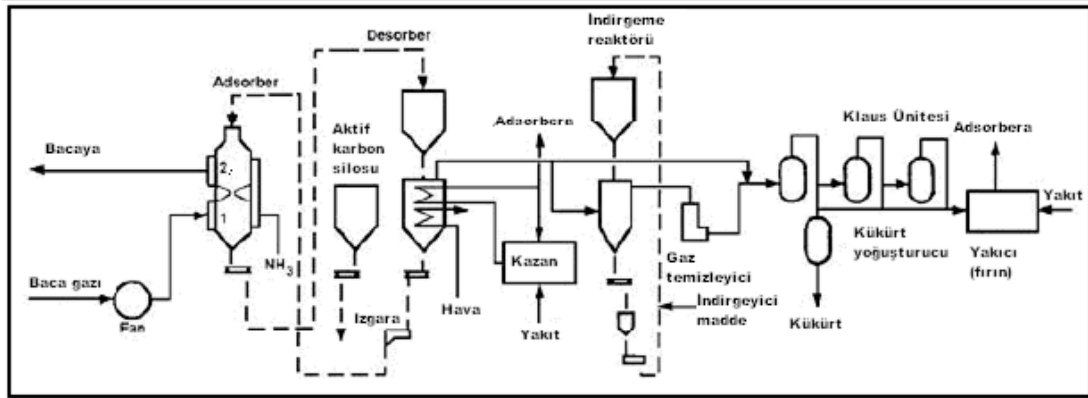 İndirgeme
reaktörü
Desorber
Adsorber
Aktif
karbon
silosu
Adsorbera
Klaus Ünitesi
Adsorbera
Bacaya
2.
1
NH3
Baca gazı
Fan
Izgara
Hava
Kazan
Yakıt
Gaz
temizleyici
İndirgeyici
madde
Kükürt
yoğuşturucu
Kükürt
Yakıcı
(fırın)
Yakıt